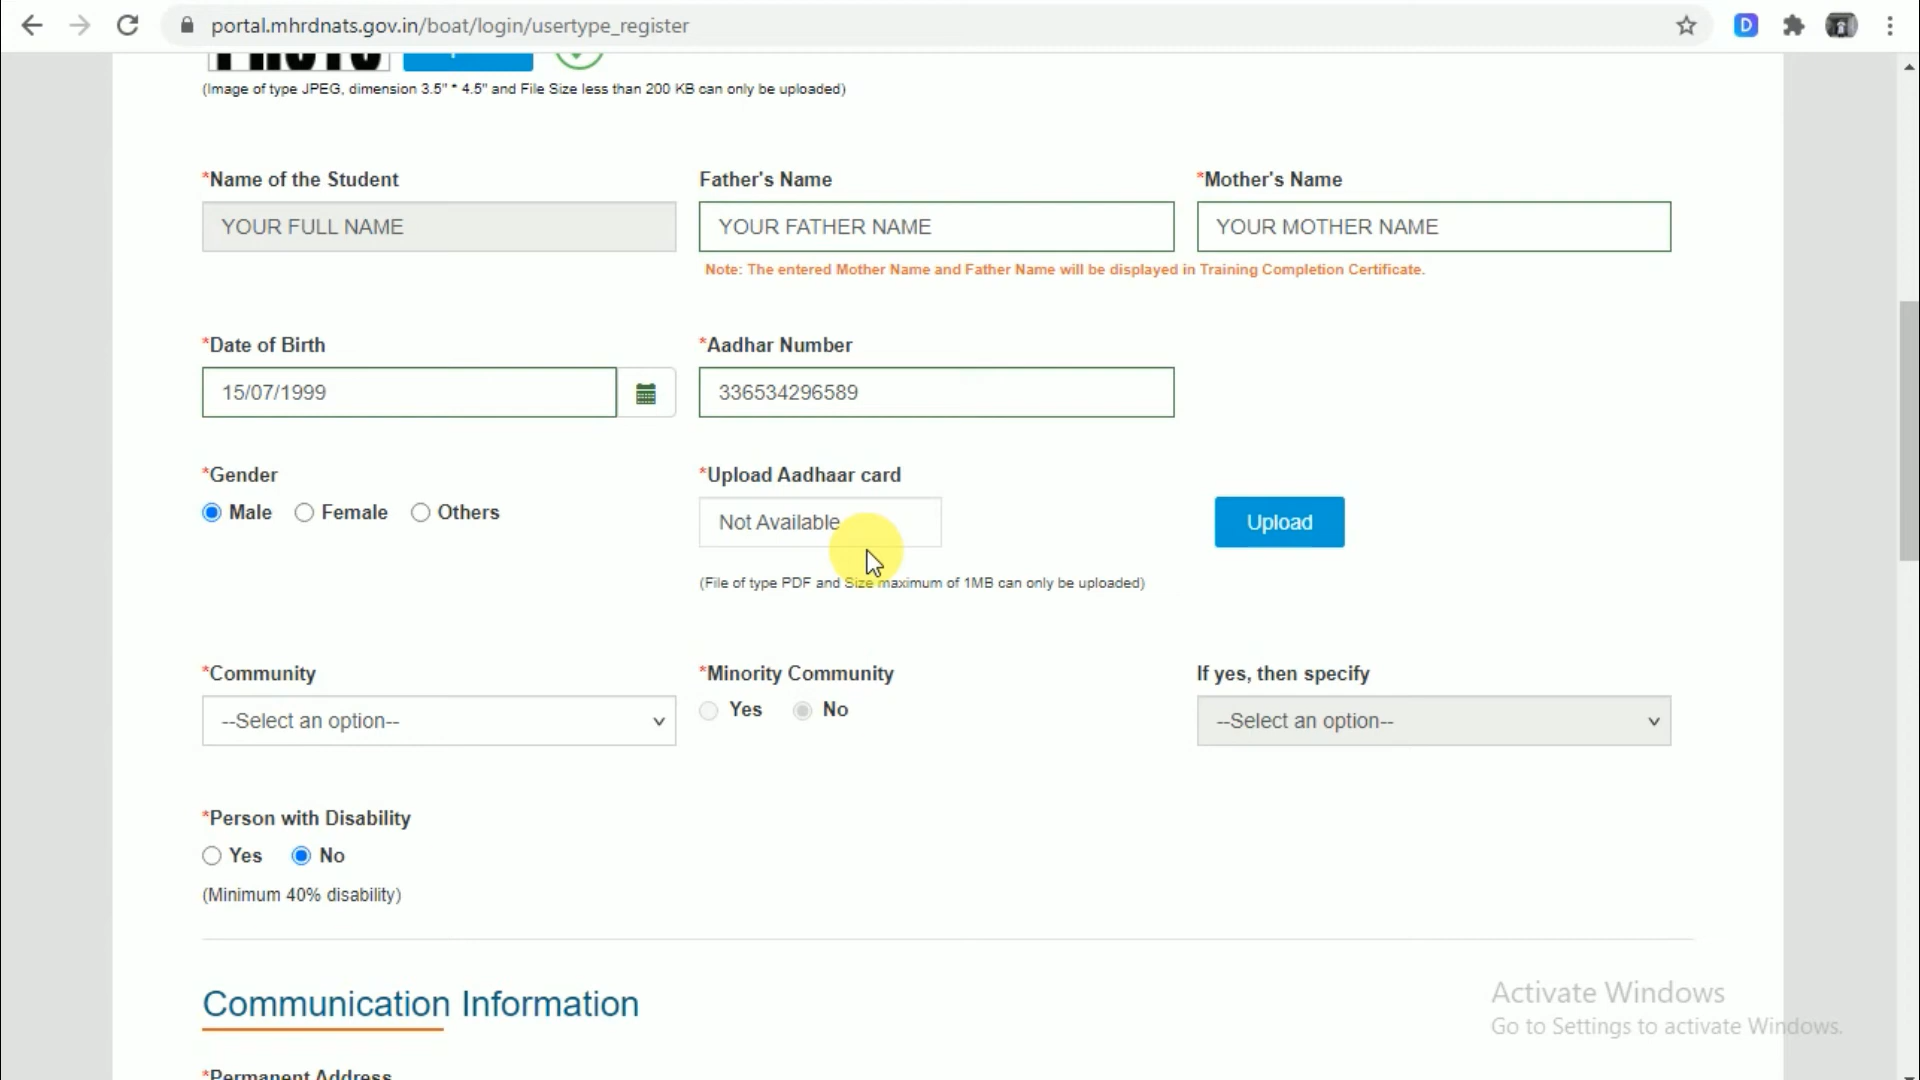 portal.mhrdnats.gov.in/boat/login/usertype_register
D
(Image of type JPEG, dimension 3.5" * 4.5" and File Size less than 200 KB can only be uploaded)
*Name of the Student
Father's Name
*Mother's Name
YOUR FULL NAME
YOUR FATHER NAME
YOUR MOTHER NAME
Note: The entered Mother Name and Father Name will be displayed in Training Completion Certificate.
*Date of Birth
*Aadhar Number
15/07/1999
336534296589
*Gender
*Upload Aadhaar card
Male
Female
Others
Not Available
Upload
(File of type PDF and Size maximum of 1MB can only be uploaded)
*Community
*Minority Community
If yes, then specify
--Select an option--
Yes
No
--Select an option--
*Person with Disability
Yes
No
(Minimum 40% disability)
Communication Information
Activate Windows
Go to Settings to activate Windows.
*Permanent Address